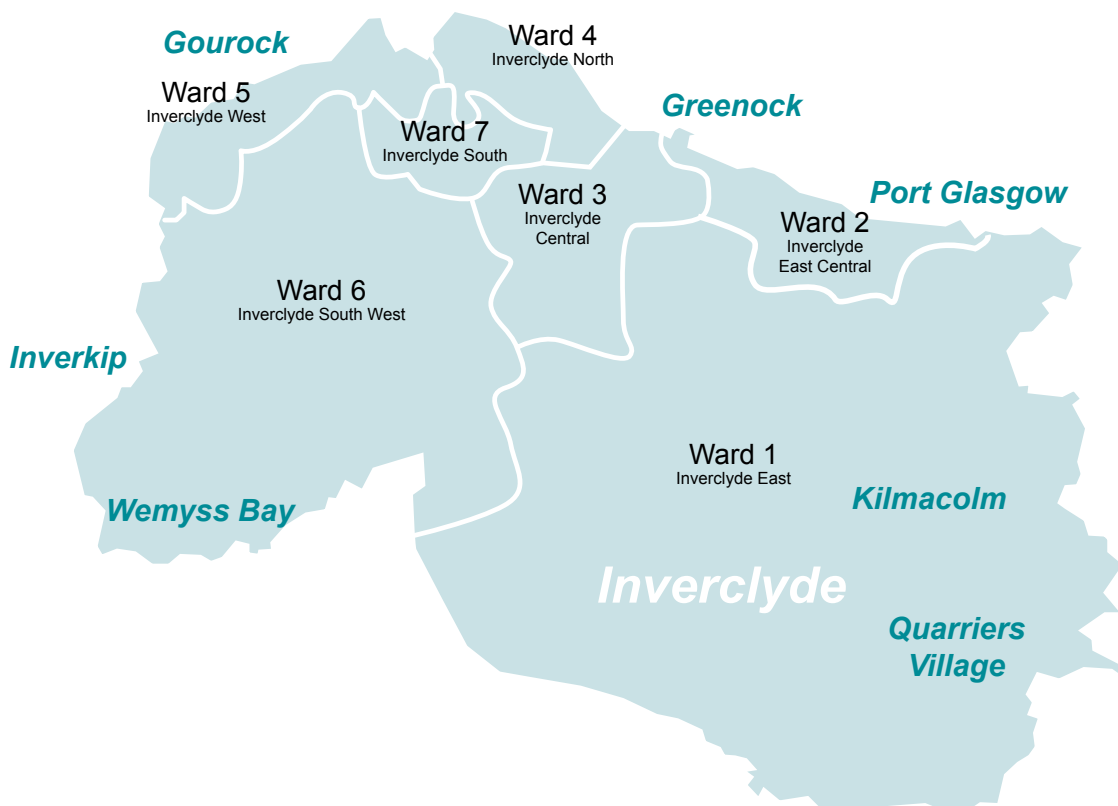 Ward 4
Inverclyde North
Gourock
Ward 5
Inverclyde West
Greenock
Ward 7
Inverclyde South
Ward 3
Inverclyde
Central
Port Glasgow
Ward 2
Inverclyde
East Central
Ward 6
Inverclyde South West
Inverkip
Ward 1
Inverclyde East
Kilmacolm
Wemyss Bay
Inverclyde
Quarriers
Village